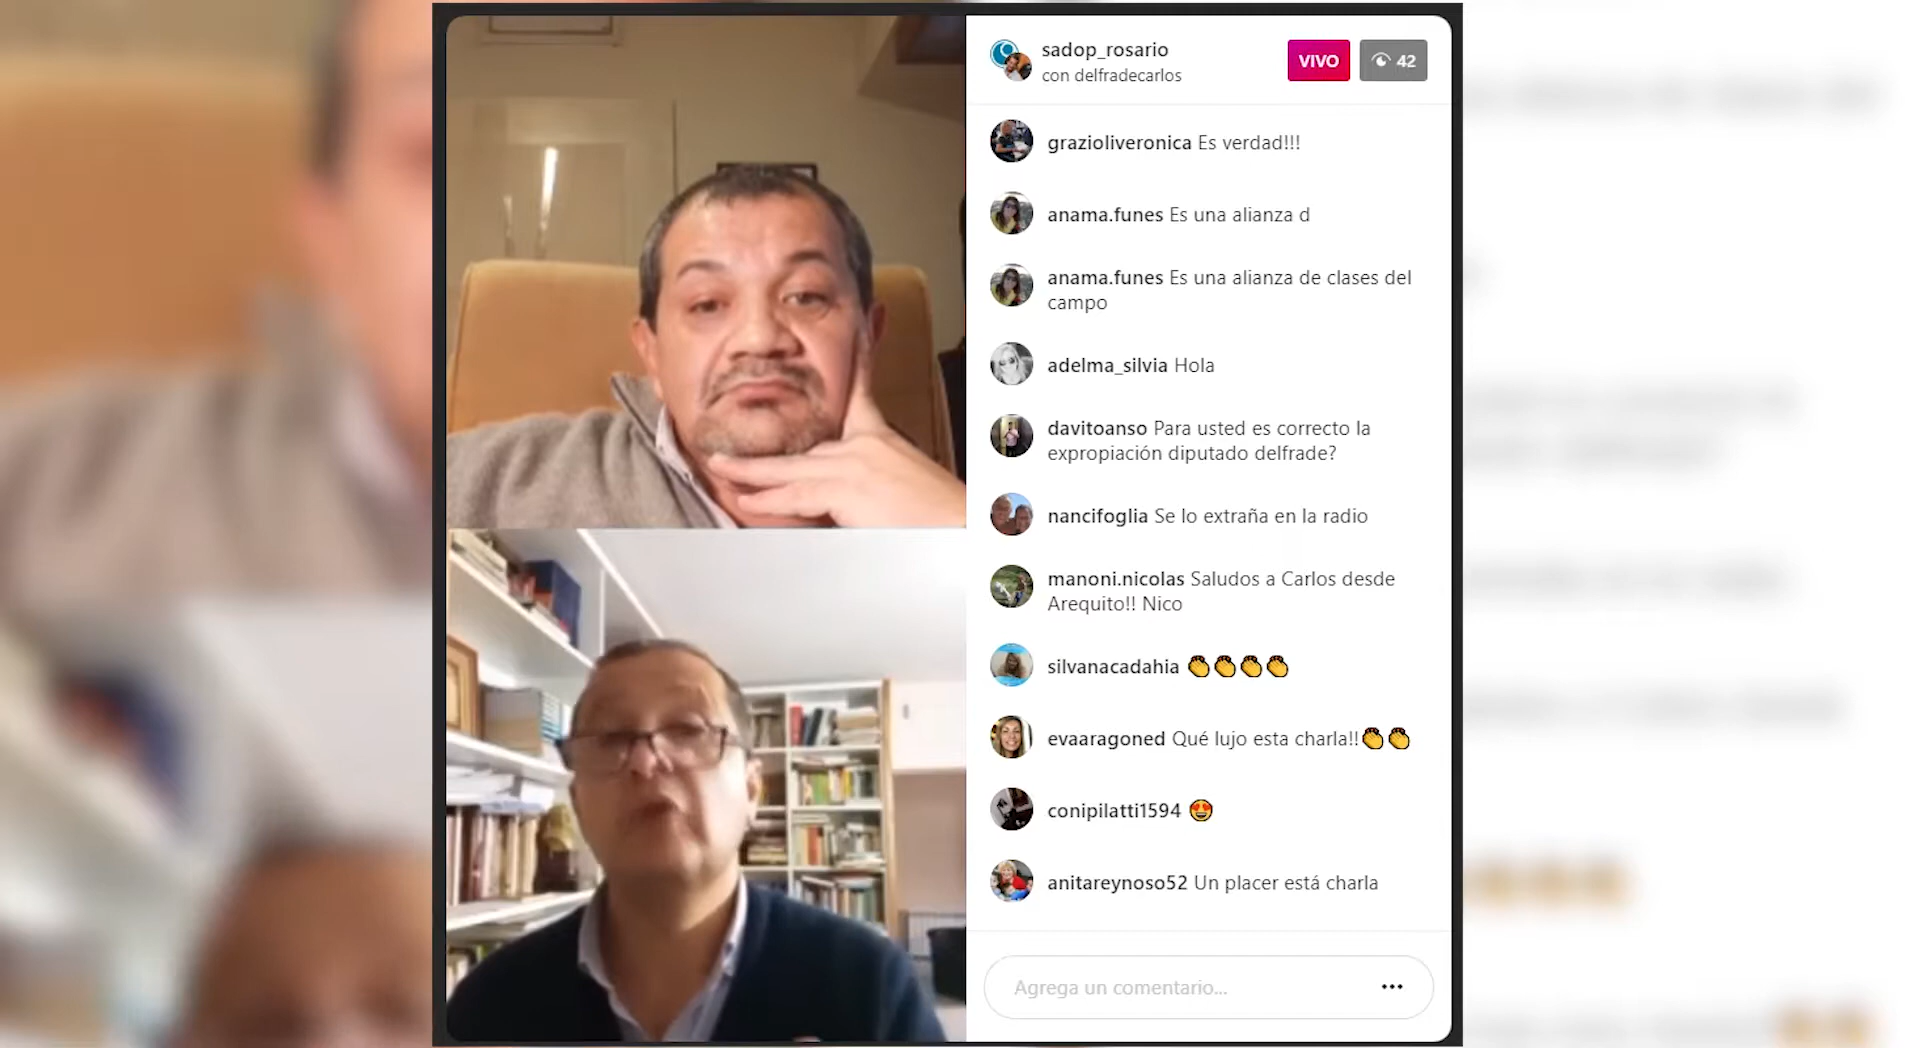 sadop_rosario
con delfradecarlos
VIVO
42
grazioliveronica Es verdad!!!
anama.funes Es una alianza d
anama.funes Es una alianza de clases del
campo
adelma_silvia Hola
davitoanso Para usted es correcto la
expropiación diputado delfrade?
nancifoglia Se lo extraña en la radio
manoni.nicolas Saludos a Carlos desde
Arequito!! Nico
silvanacadahia 👏👏👏👏
evaaragoned Qué lujo esta charla!!👏👏
conipilatti1594 😍
anitareynoso52 Un placer está charla
Agrega un comentario...